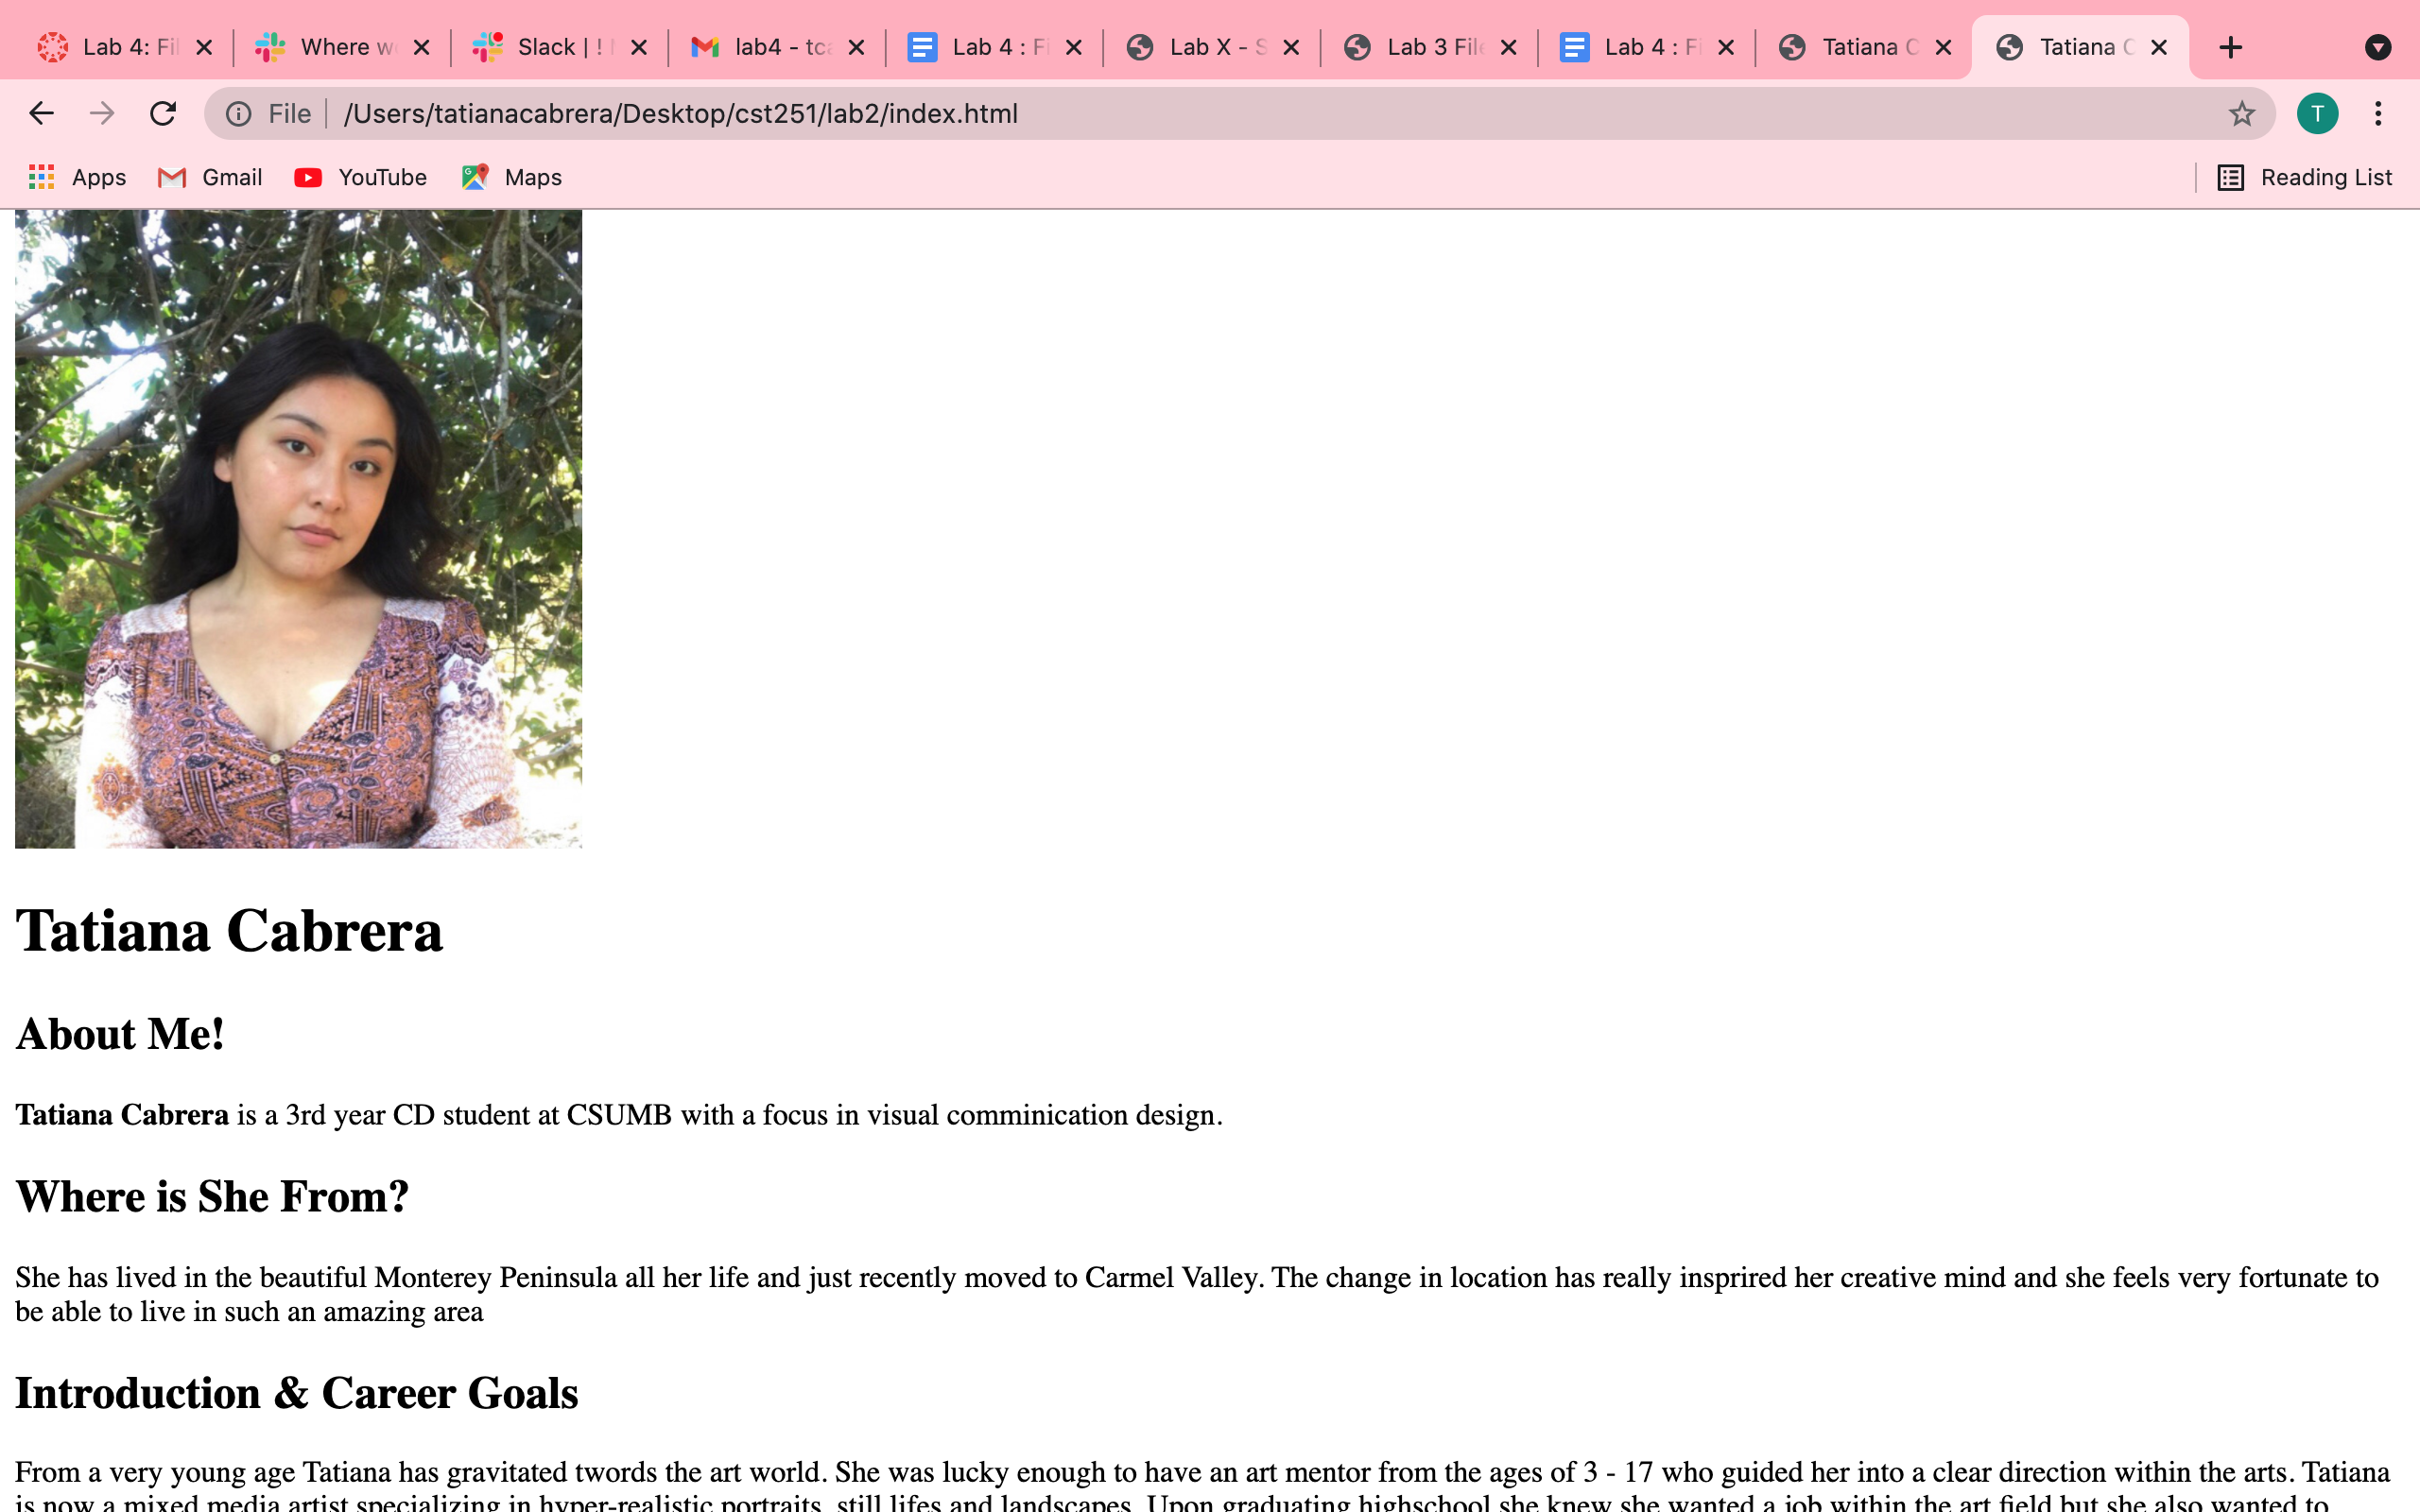 Lab 4: Fil
Where w
Slack | !
lab4 - tc
Lab 4 : F
Lab X - S
Lab 3 File
Lab 4 : F
Tatiana C
Tatiana C
File | /Users/tatianacabrera/Desktop/cst251/lab2/index.html
T
Apps Gmail YouTube Maps Reading List
Tatiana Cabrera
About Me!
Tatiana Cabrera is a 3rd year CD student at CSUMB with a focus in visual comminication design.
Where is She From?
She has lived in the beautiful Monterey Peninsula all her life and just recently moved to Carmel Valley. The change in location has really insprired her creative mind and she feels very fortunate to
be able to live in such an amazing area
Introduction & Career Goals
From a very young age Tatiana has gravitated twords the art world. She was lucky enough to have an art mentor from the ages of 3 - 17 who guided her into a clear direction within the arts. Tatiana
is now a mixed media artist specializing in hyper-realistic portraits, still lifes and landscapes. Upon graduating highschool she knew she wanted a job within the art field but she also wanted to